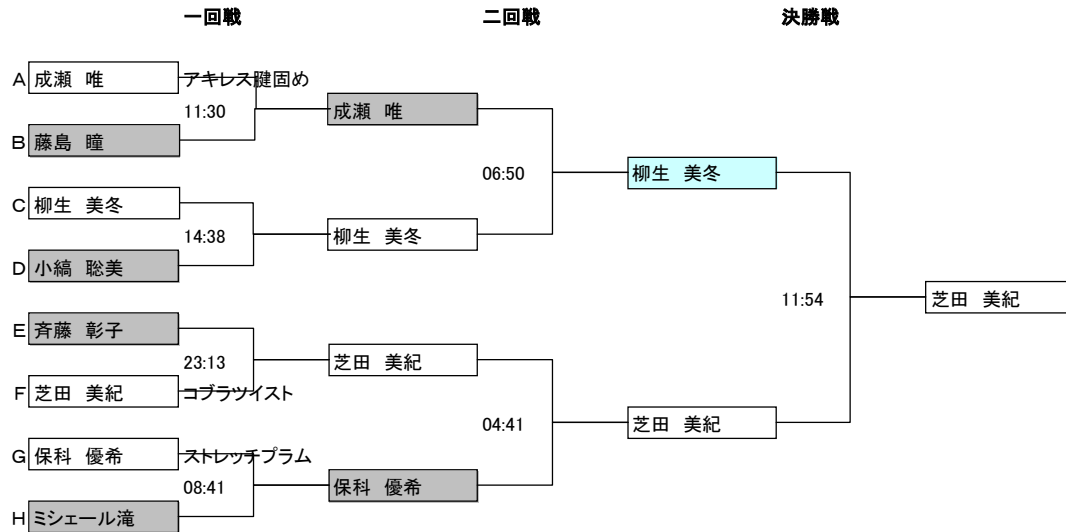 一回戦
二回戦
決勝戦
A 成瀬 唯 アキレス腱固め
11:30
成瀬 唯
B 藤島 瞳
06:50
柳生 美冬
C 柳生 美冬
14:38
柳生 美冬
D 小縞 聡美
11:54
芝田 美紀
E 斉藤 彰子
23:13
芝田 美紀
F 芝田 美紀 コブラツイスト
04:41
芝田 美紀
G 保科 優希 ストレッチプラム
08:41
保科 優希
H ミシェール滝